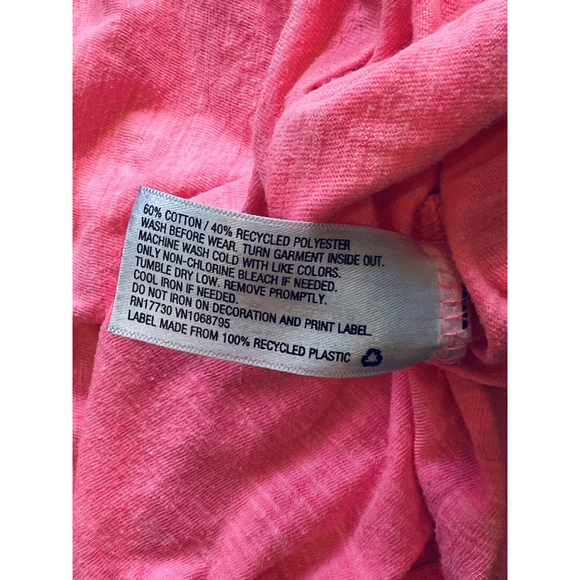 60% COTTON / 40% RECYCLED POLYESTER
WASH BEFORE WEAR. TURN GARMENT INSIDE OUT.
MACHINE WASH COLD WITH LIKE COLORS.
ONLY NON-CHLORINE BLEACH IF NEEDED.
TUMBLE DRY LOW. REMOVE PROMPTLY.
COOL IRON IF NEEDED.
DO NOT IRON ON DECORATION AND PRINT LABEL.
RN17730 VN1068795
LABEL MADE FROM 100% RECYCLED PLASTIC